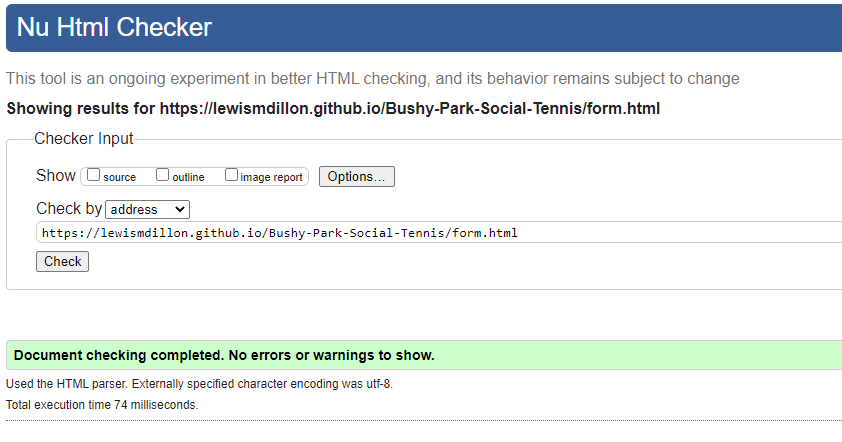 Nu Html Checker
This tool is an ongoing experiment in better HTML checking, and its behavior remains subject to change
Showing results for https://lewismdillon.github.io/Bushy-Park-Social-Tennis/form.html
Checker Input
Show source outline image report Options...
Check by address
https://lewismdillon.github.io/Bushy-Park-Social-Tennis/form.html
Check
Document checking completed. No errors or warnings to show.
Used the HTML parser. Externally specified character encoding was utf-8.
Total execution time 74 milliseconds.